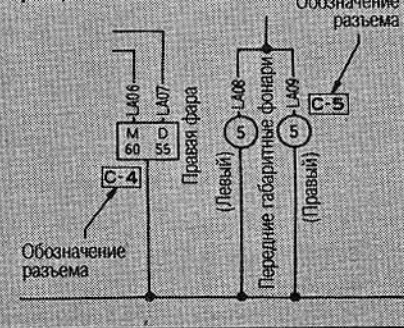 Обозначение
разъема
LA06
LA07
LA08
LA09
M D
60 55
C-4
Правая фара
5
(Левый)
Передние габаритные фонари
5
(Правый)
C-5
Обозначение
разъема